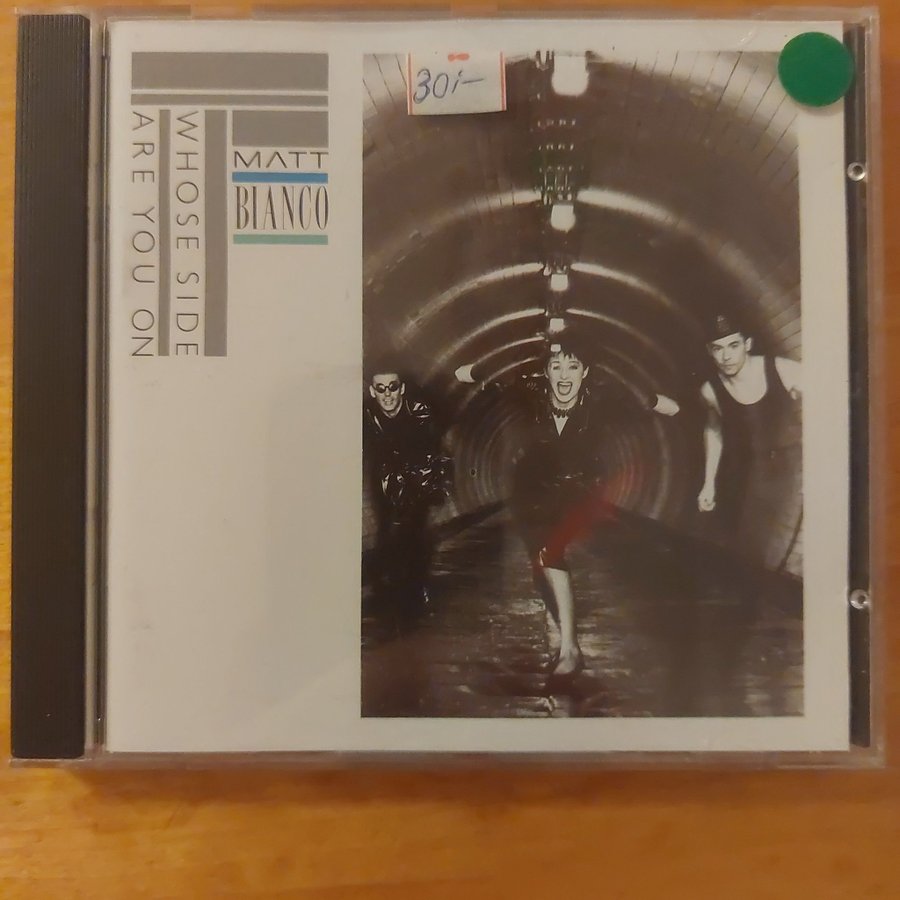 30:-
MATT
BIANCO
WHOSE SIDE
ARE YOU ON